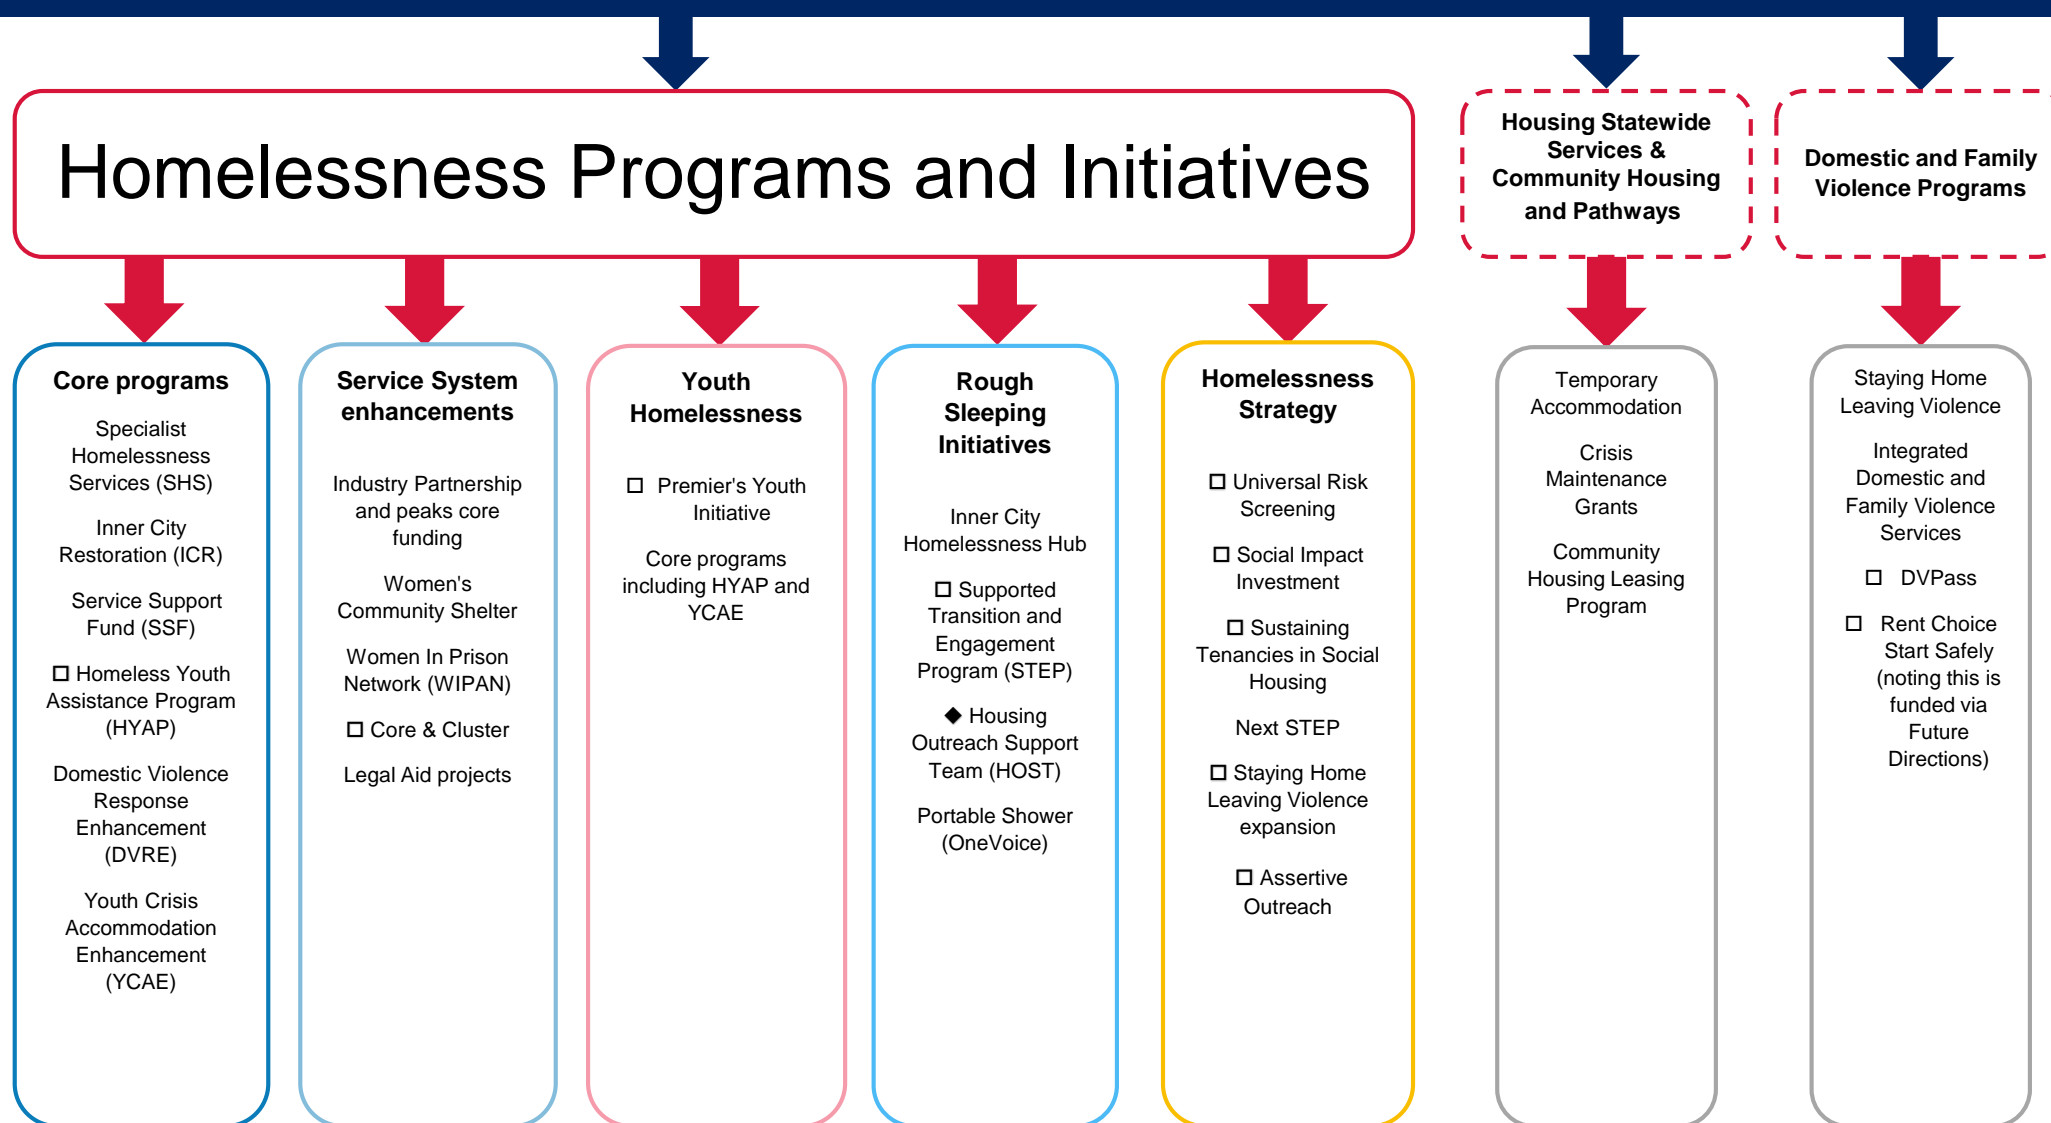 Homelessness Programs and Initiatives
Housing Statewide
Services &
Community Housing
and Pathways
Domestic and Family
Violence Programs
Core programs
Specialist
Homelessness
Services (SHS)
Inner City
Restoration (ICR)
Service Support
Fund (SSF)
☐ Homeless Youth
Assistance Program
(HYAP)
Domestic Violence
Response
Enhancement
(DVRE)
Youth Crisis
Accommodation
Enhancement
(YCAE)
Service System
enhancements
Industry Partnership
and peaks core
funding
Women's
Community Shelter
Women In Prison
Network (WIPAN)
☐ Core & Cluster
Legal Aid projects
Youth
Homelessness
☐ Premier's Youth
Initiative
Core programs
including HYAP and
YCAE
Rough
Sleeping
Initiatives
Inner City
Homelessness Hub
☐ Supported
Transition and
Engagement
Program (STEP)
◆ Housing
Outreach Support
Team (HOST)
Portable Shower
(OneVoice)
Homelessness
Strategy
☐ Universal Risk
Screening
☐ Social Impact
Investment
☐ Sustaining
Tenancies in Social
Housing
Next STEP
☐ Staying Home
Leaving Violence
expansion
☐ Assertive
Outreach
Temporary
Accommodation
Crisis
Maintenance
Grants
Community
Housing Leasing
Program
Staying Home
Leaving Violence
Integrated
Domestic and
Family Violence
Services
☐ DVPass
☐ Rent Choice
Start Safely
(noting this is
funded via
Future
Directions)